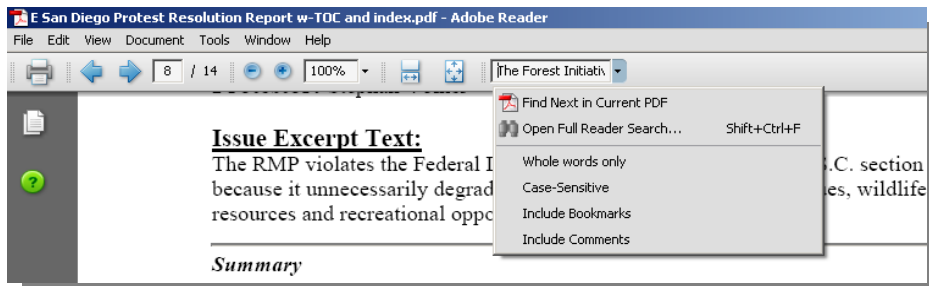 E San Diego Protest Resolution Report w-TOC and index.pdf - Adobe Reader
File Edit View Document Tools Window Help
8 / 14 100% The Forest Initiativ
Find Next in Current PDF
Open Full Reader Search... Shift+Ctrl+F
Whole words only
Case-Sensitive
Include Bookmarks
Include Comments
Issue Excerpt Text:
The RMP violates the Federal L .C. section
because it unnecessarily degrad es, wildlife
resources and recreational oppo
Summary